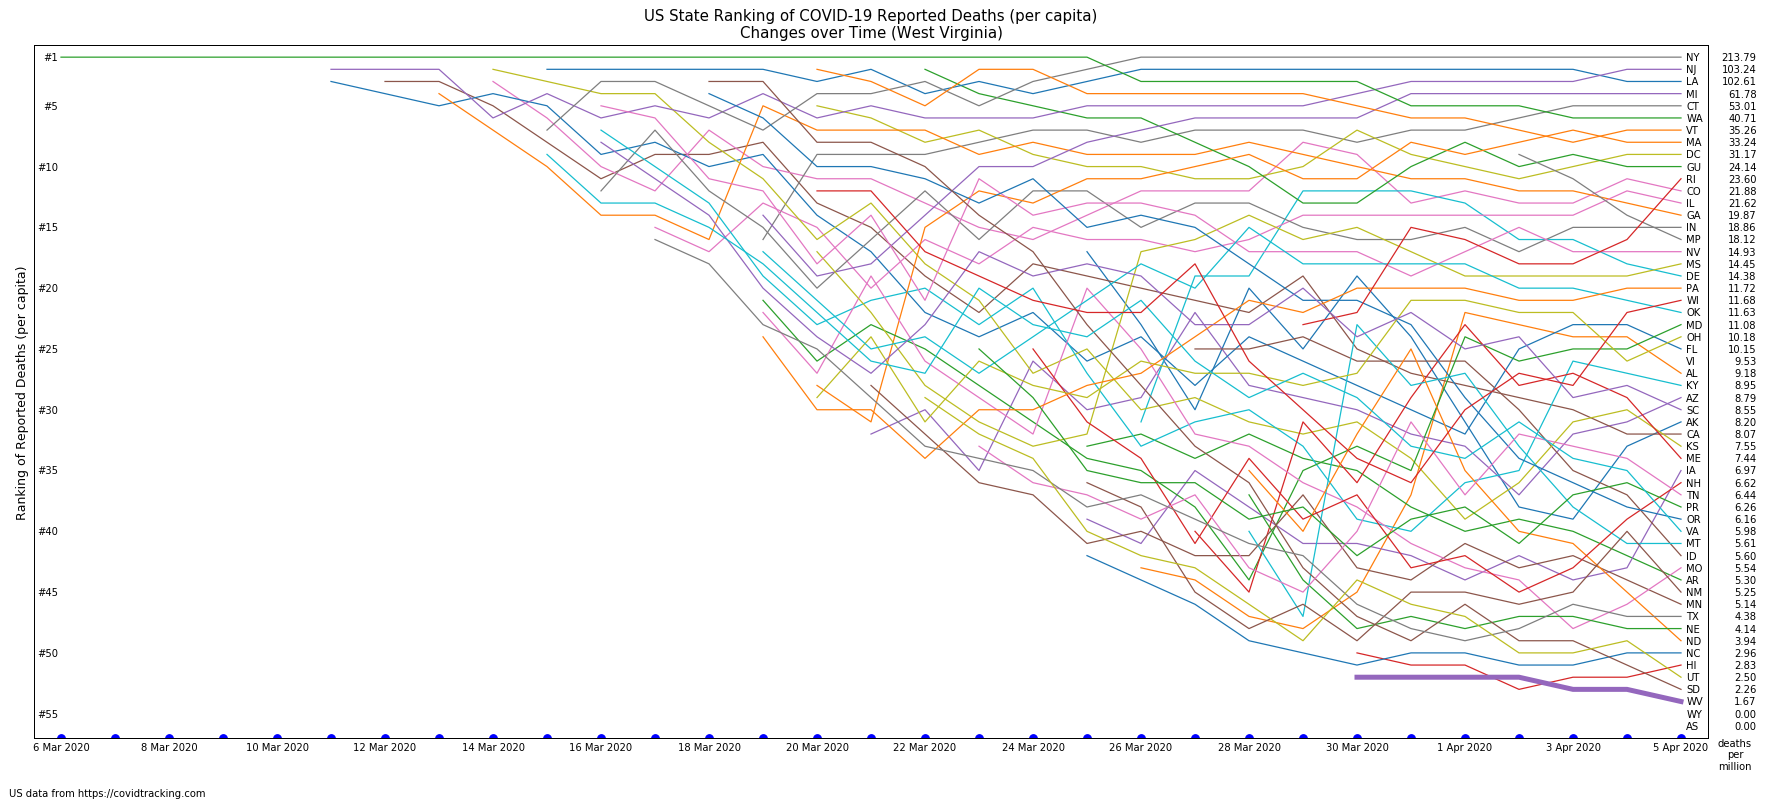 US State Ranking of COVID-19 Reported Deaths (per capita)
Changes over Time (West Virginia)
Ranking of Reported Deaths (per capita)
#1
#5
#10
#15
#20
#25
#30
#35
#40
#45
#50
#55
NY 213.79
NJ 103.24
LA 102.61
MI 61.78
CT 53.01
WA 40.71
VT 35.26
MA 33.24
DC 31.17
GU 24.14
RI 23.60
CO 21.88
IL 21.62
GA 19.87
IN 18.86
MP 18.12
NV 14.93
MS 14.45
DE 14.38
PA 11.72
WI 11.68
OK 11.63
MD 11.08
OH 10.18
FL 10.15
VI 9.53
AL 9.18
KY 8.95
AZ 8.79
SC 8.55
AK 8.20
CA 8.07
KS 7.55
ME 7.44
IA 6.97
NH 6.62
TN 6.44
PR 6.26
OR 6.16
VA 5.98
MT 5.61
ID 5.60
MO 5.54
AR 5.30
NM 5.25
MN 5.14
TX 4.38
NE 4.14
ND 3.94
NC 2.96
HI 2.83
UT 2.50
SD 2.26
WV 1.67
WY 0.00
AS 0.00
6 Mar 2020 8 Mar 2020 10 Mar 2020 12 Mar 2020 14 Mar 2020 16 Mar 2020 18 Mar 2020 20 Mar 2020 22 Mar 2020 24 Mar 2020 26 Mar 2020 28 Mar 2020 30 Mar 2020 1 Apr 2020 3 Apr 2020 5 Apr 2020
deaths
per
million
US data from https://covidtracking.com